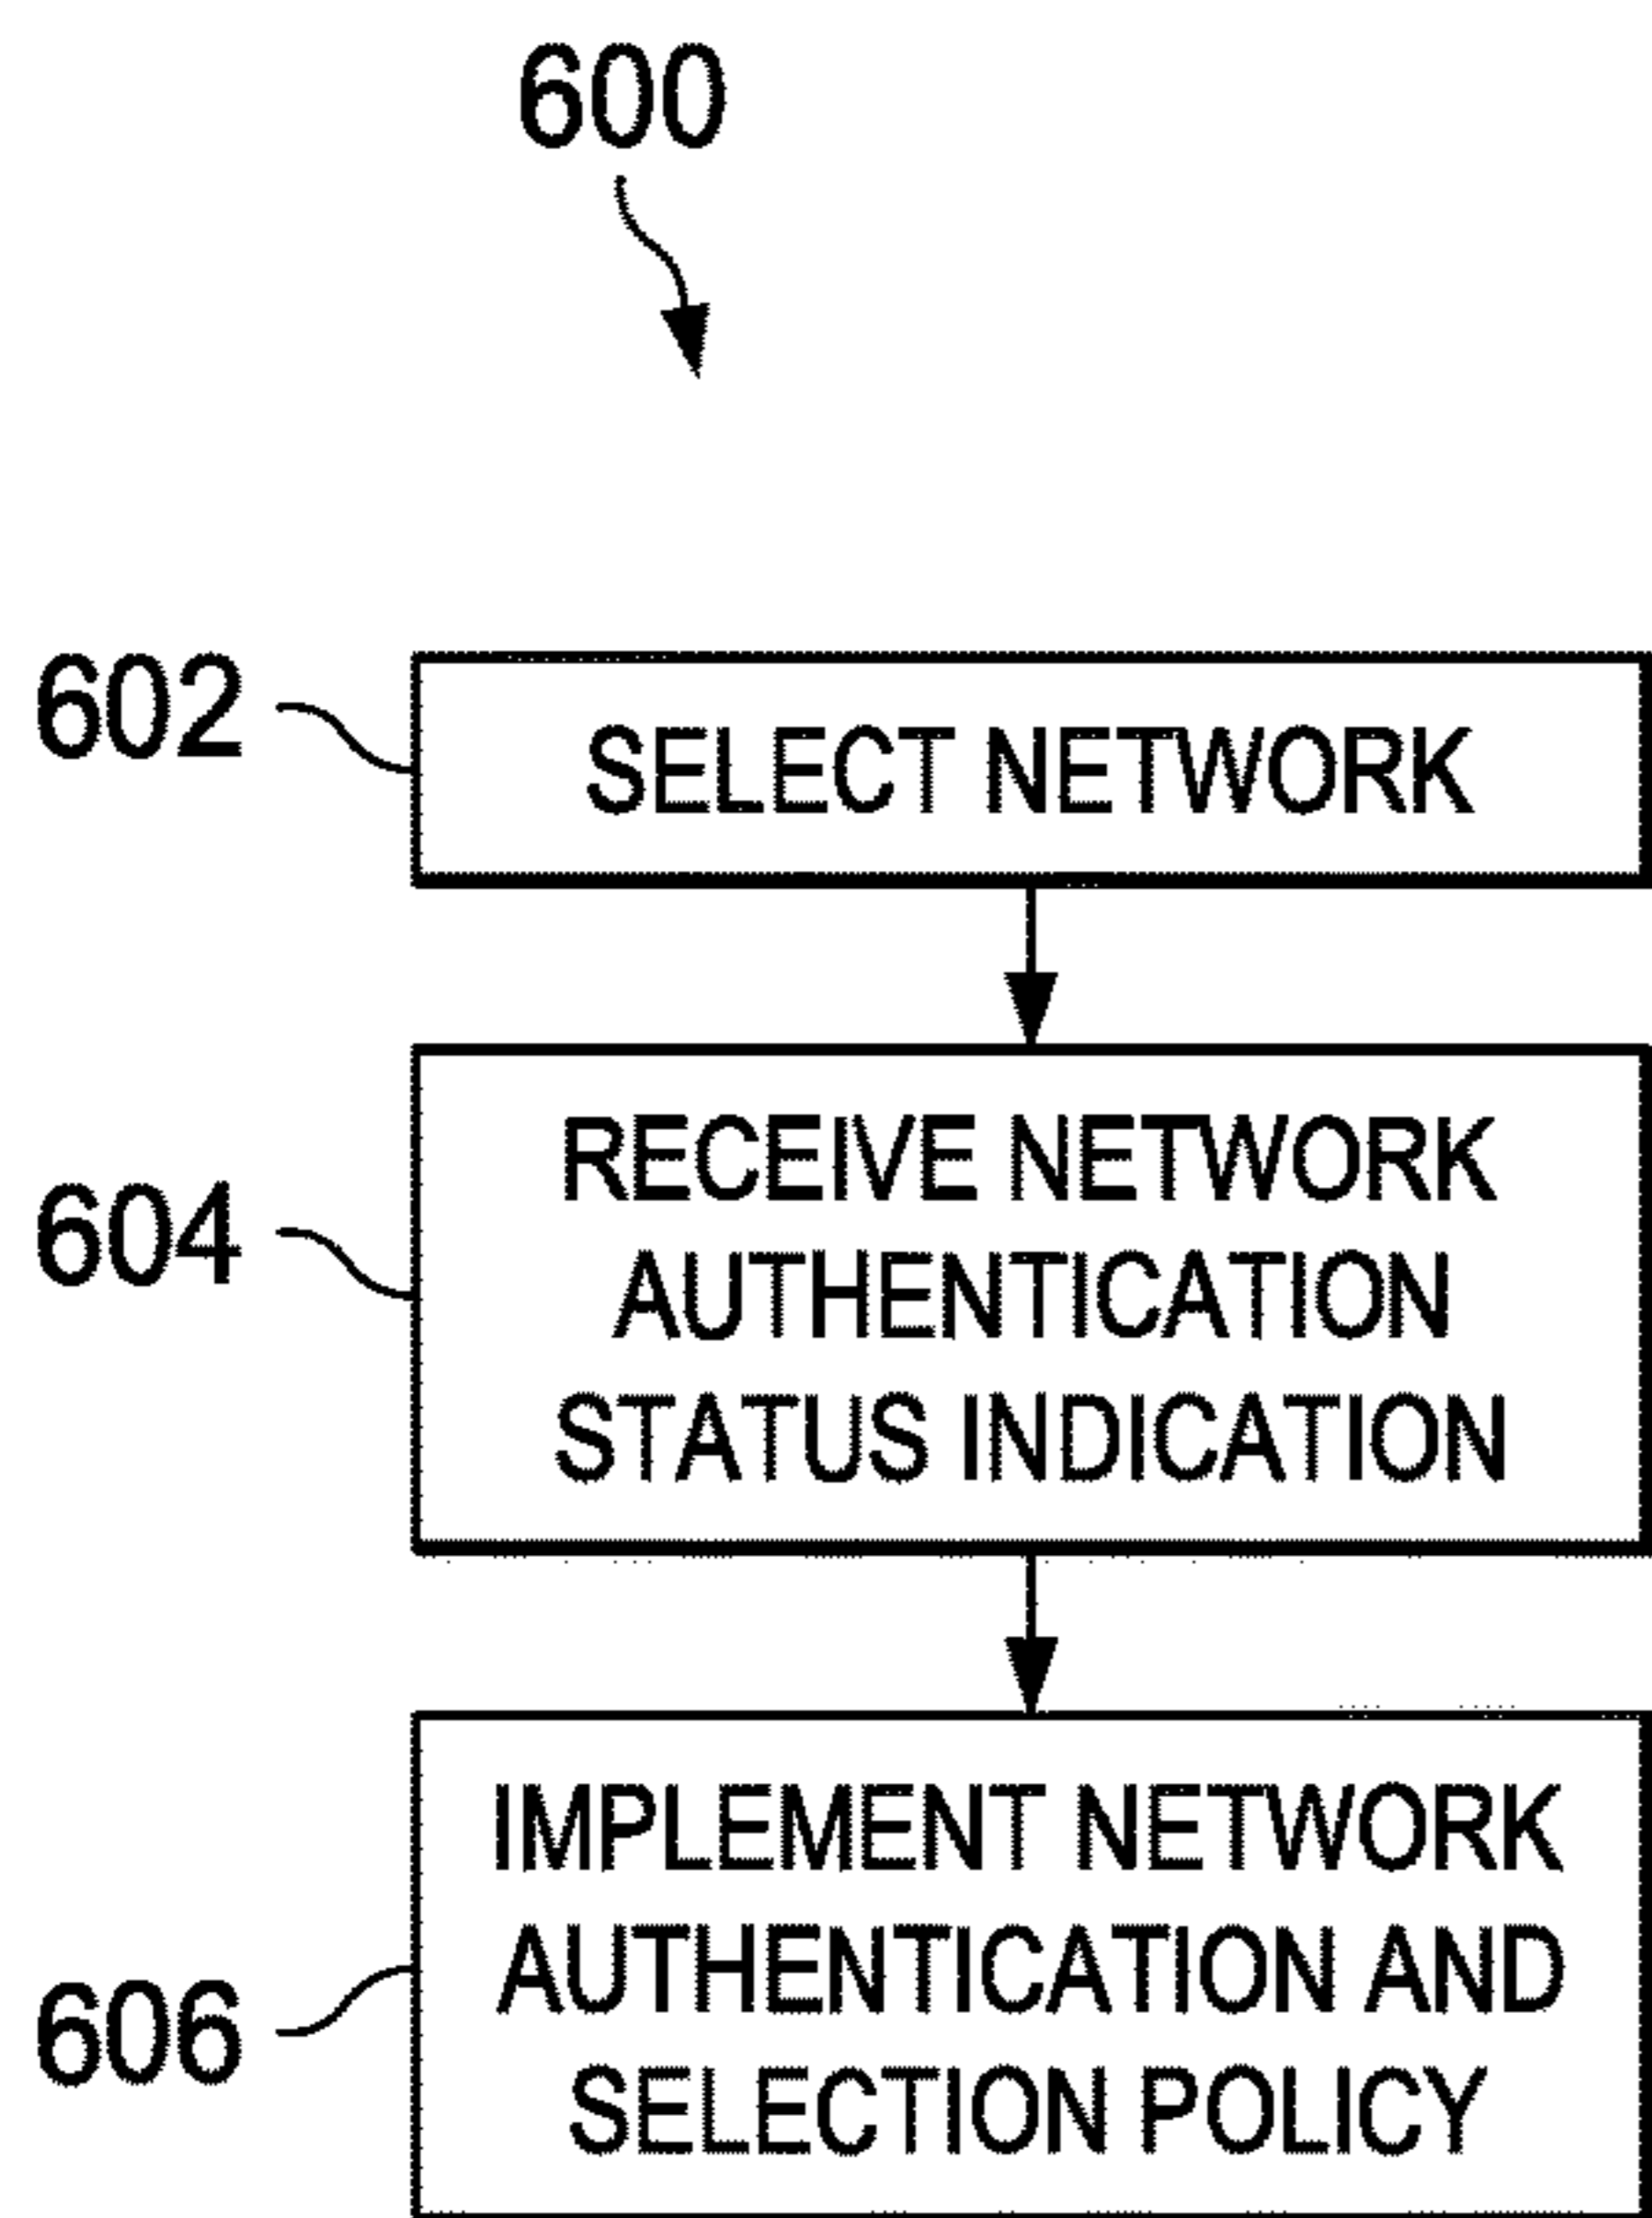 600
602
SELECT NETWORK
604
RECEIVE NETWORK
AUTHENTICATION
STATUS INDICATION
606
IMPLEMENT NETWORK
AUTHENTICATION AND
SELECTION POLICY